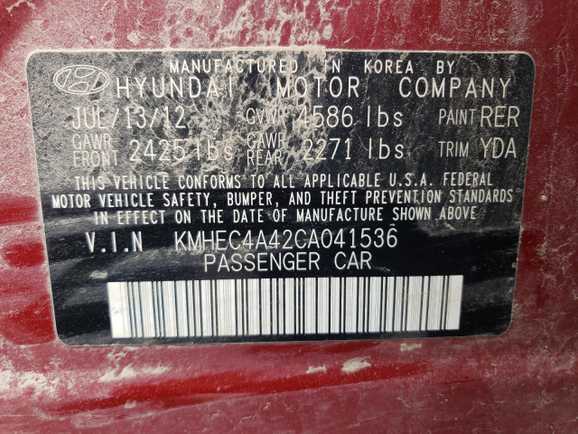 MANUFACTURED IN KOREA BY
HYUNDAI MOTOR COMPANY
JUL/13/12 GVWR 4586 lbs PAINT RER
GAWR FRONT 2425 lbs GAWR REAR 2271 lbs TRIM YDA
THIS VEHICLE CONFORMS TO ALL APPLICABLE U.S.A. FEDERAL
MOTOR VEHICLE SAFETY, BUMPER, AND THEFT PREVENTION STANDARDS
IN EFFECT ON THE DATE OF MANUFACTURE SHOWN ABOVE
V.I.N KMHEC4A42CA041536
PASSENGER CAR